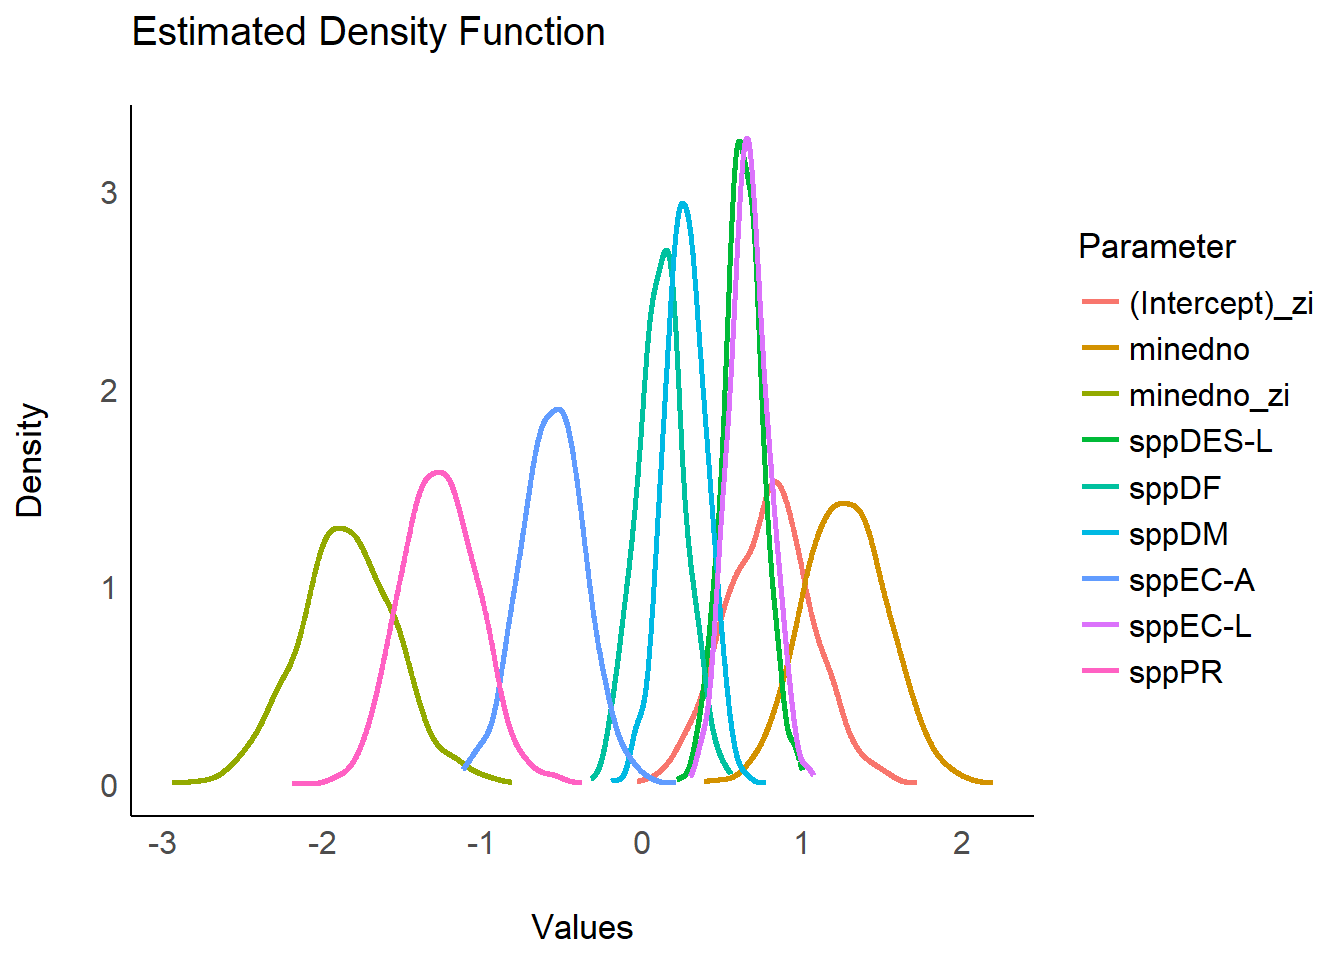 Estimated Density Function
3
2
1
0
Density
-3
-2
-1
0
1
2
Values
Parameter
(Intercept)_zi
minedno
minedno_zi
sppDES-L
sppDF
sppDM
sppEC-A
sppEC-L
sppPR